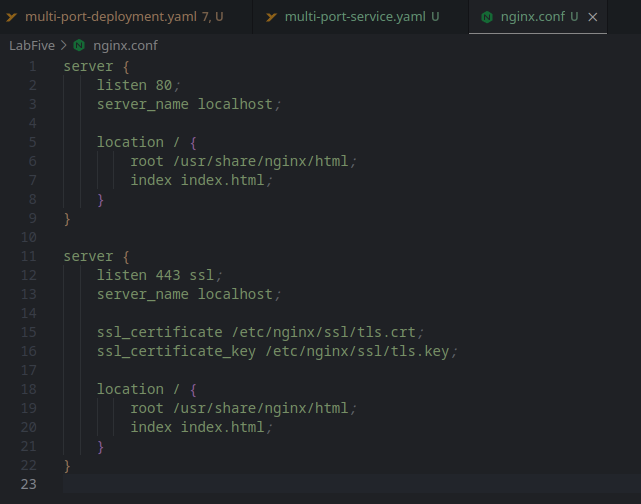 multi-port-deployment.yaml 7, U multi-port-service.yaml U nginx.conf U
LabFive > nginx.conf
1 server {
2 listen 80;
3 server_name localhost;
4
5 location / {
6 root /usr/share/nginx/html;
7 index index.html;
8 }
9 }
10
11 server {
12 listen 443 ssl;
13 server_name localhost;
14
15 ssl_certificate /etc/nginx/ssl/tls.crt;
16 ssl_certificate_key /etc/nginx/ssl/tls.key;
17
18 location / {
19 root /usr/share/nginx/html;
20 index index.html;
21 }
22 }
23